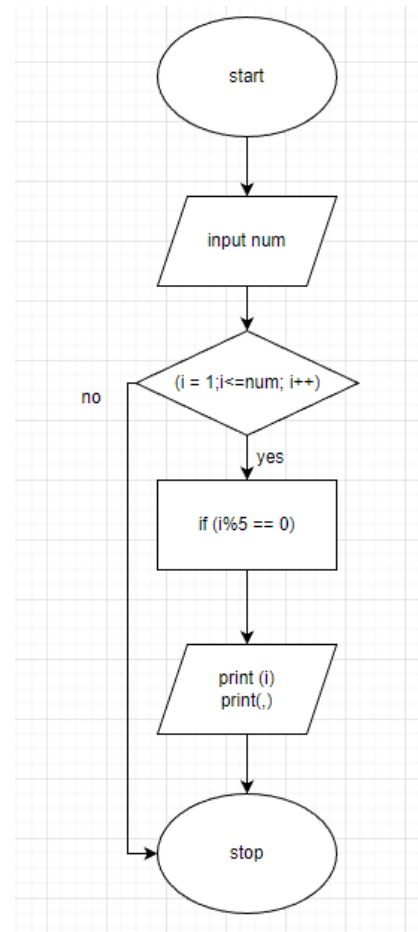 start
input num
(i = 1;i<=num; i++)
no
yes
if (i%5 == 0)
print (i)
print(,)
stop